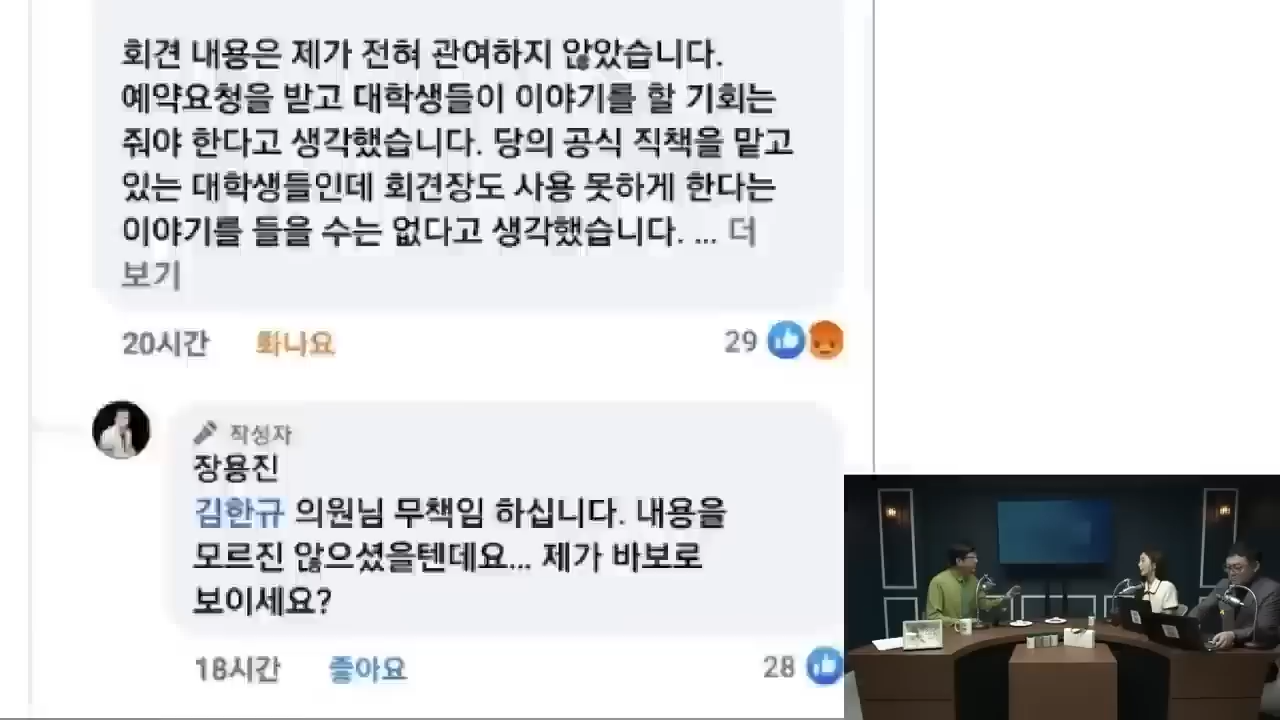 회견 내용은 제가 전혀 관여하지 않았습니다.
예약요청을 받고 대학생들이 이야기를 할 기회는
줘야 한다고 생각했습니다. 당의 공식 직책을 맡고
있는 대학생들인데 회견장도 사용 못하게 한다는
이야기를 들을 수는 없다고 생각했습니다. ... 더
보기
20시간 화나요 29
작성자
장용진
김한규 의원님 무책임 하십니다. 내용을
모르진 않으셨을텐데요... 제가 바보로
보이세요?
18시간 좋아요 28